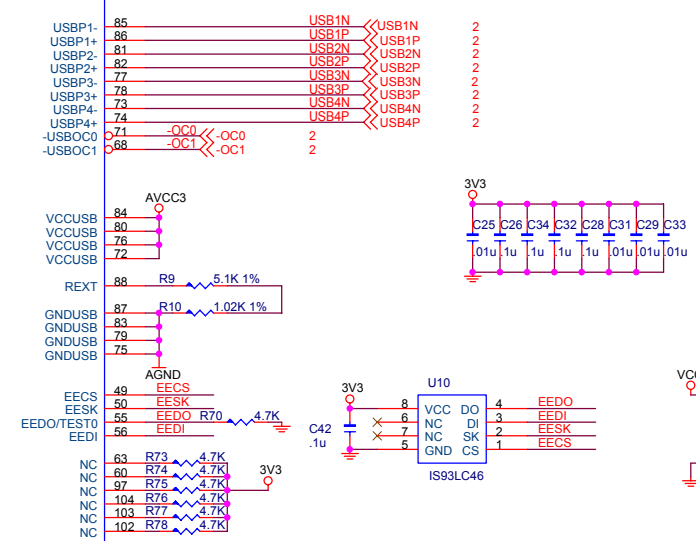 USBP1- 85 USB1N USB1N 2
USBP1+ 86 USB1P USB1P 2
USBP2- 81 USB2N USB2N 2
USBP2+ 82 USB2P USB2P 2
USBP3- 77 USB3N USB3N 2
USBP3+ 78 USB3P USB3P 2
USBP4- 73 USB4N USB4N 2
USBP4+ 74 USB4P USB4P 2
-USBOC0 71 -OC0 -OC0 2
-USBOC1 68 -OC1 -OC1 2
AVCC3
3V3
VCCUSB 84
VCCUSB 80
VCCUSB 76
VCCUSB 72
C25 C26 C34 C32 C28 C31 C29 C33
.01u .1u .1u .1u .1u .01u .01u .01u
REXT 88 R9 5.1K 1%
GNDUSB 87 R10 1.02K 1%
GNDUSB 83
GNDUSB 79
GNDUSB 75
AGND
EECS 49 EECS
EESK 50 EESK
EEDO/TEST0 55 EEDO R70 4.7K
EEDI 56 EEDI
3V3
C42
.1u
U10
8 VCC DO 4 EEDO
6 NC DI 3 EEDI
7 NC SK 2 EESK
5 GND CS 1 EECS
IS93LC46
VCC
NC 63 R73 4.7K
NC 60 R74 4.7K
NC 97 R75 4.7K
NC 104 R76 4.7K
NC 103 R77 4.7K
NC 102 R78 4.7K
3V3